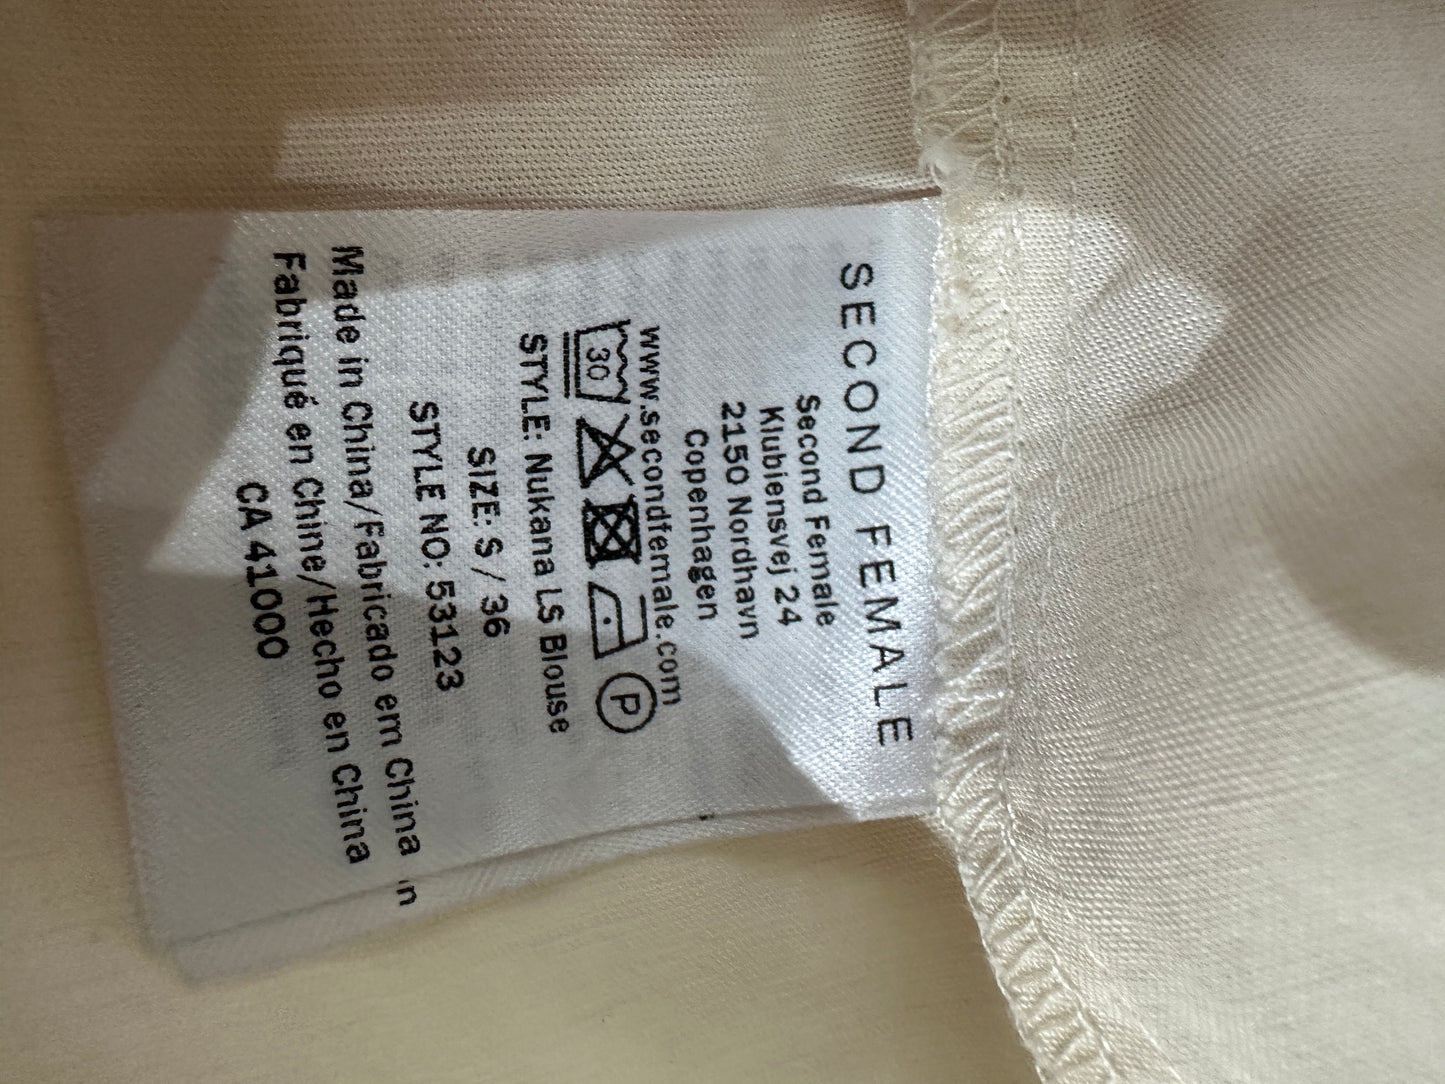 SECOND FEMALE
Second Female
Klubiensvej 24
2150 Nordhavn
Copenhagen
www.secondfemale.com
30 P
STYLE: Nukana LS Blouse
SIZE: S / 36
STYLE NO: 53123
Made in China/Fabricado em China in
Fabriqué en Chine/Hecho en China
CA 41000